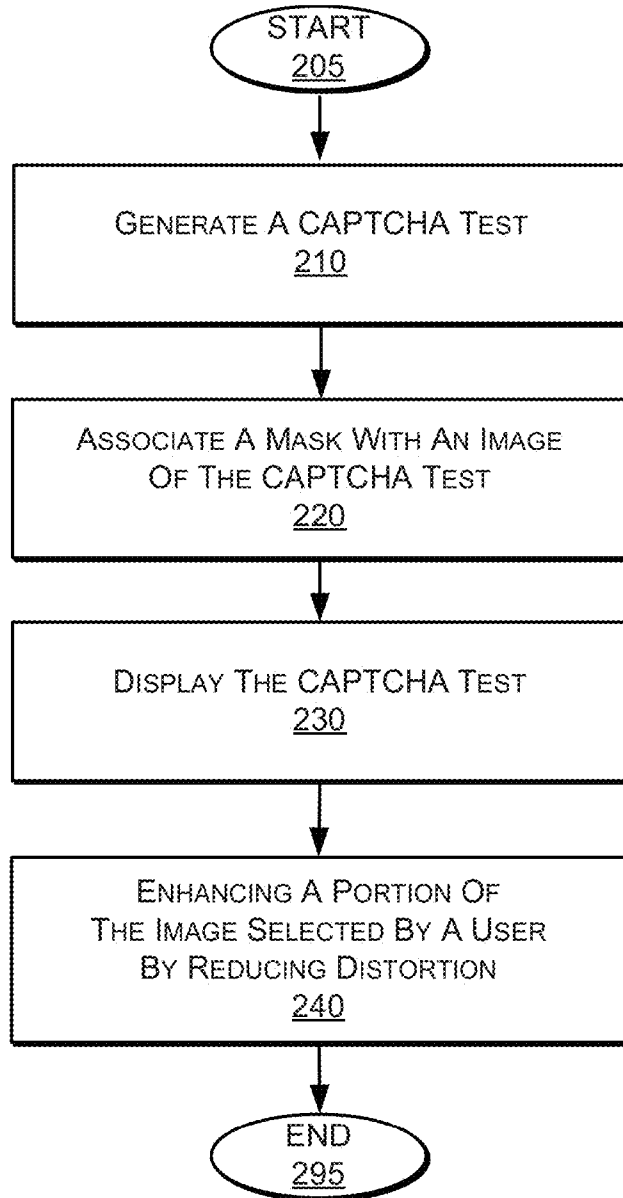 START
205
GENERATE A CAPTCHA TEST
210
ASSOCIATE A MASK WITH AN IMAGE
OF THE CAPTCHA TEST
220
DISPLAY THE CAPTCHA TEST
230
ENHANCING A PORTION OF
THE IMAGE SELECTED BY A USER
BY REDUCING DISTORTION
240
END
295